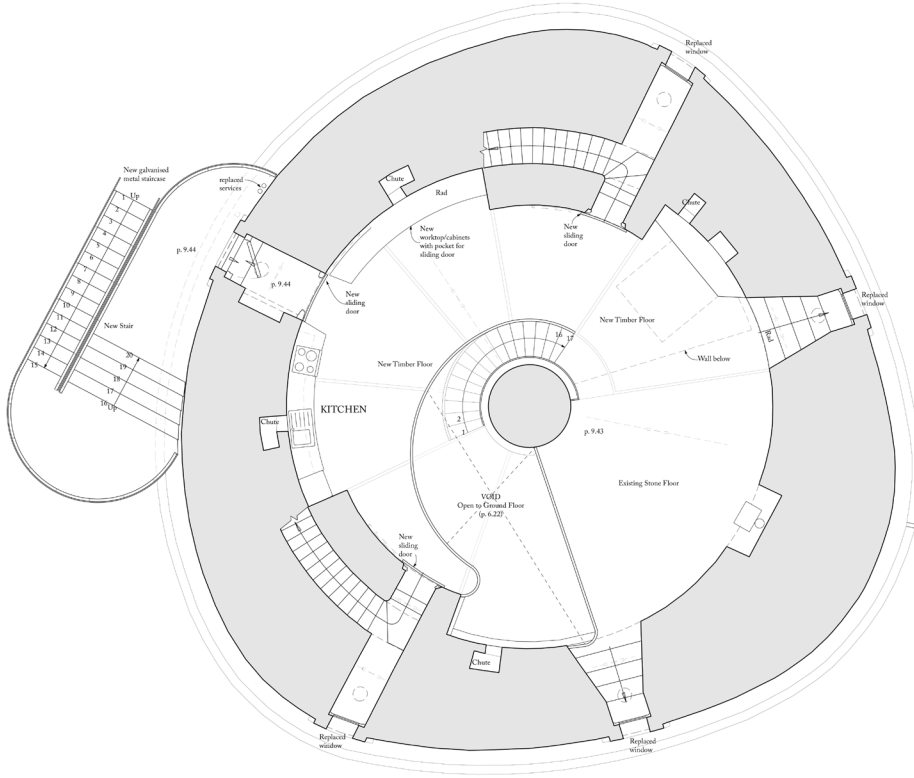 Replaced
window
New galvanised
metal staircase
replaced
services
Chute
Rad
1 Up
2
3
4
5
6
7
8
9
10
11
12
13
14
15
p. 9.44
p. 9.44
New
worktop/cabinets
with pocket for
sliding door
New
sliding
door
Chute
New
sliding
door
Replaced
window
New Stair
20
19
18
17
16 Up
New Timber Floor
16
17
New Timber Floor
Rad
Wall below
KITCHEN
Chute
2
1
p. 9.43
Existing Stone Floor
VOID
Open to Ground Floor
(p. 6.22)
New
sliding
door
Chute
Replaced
window
Replaced
window